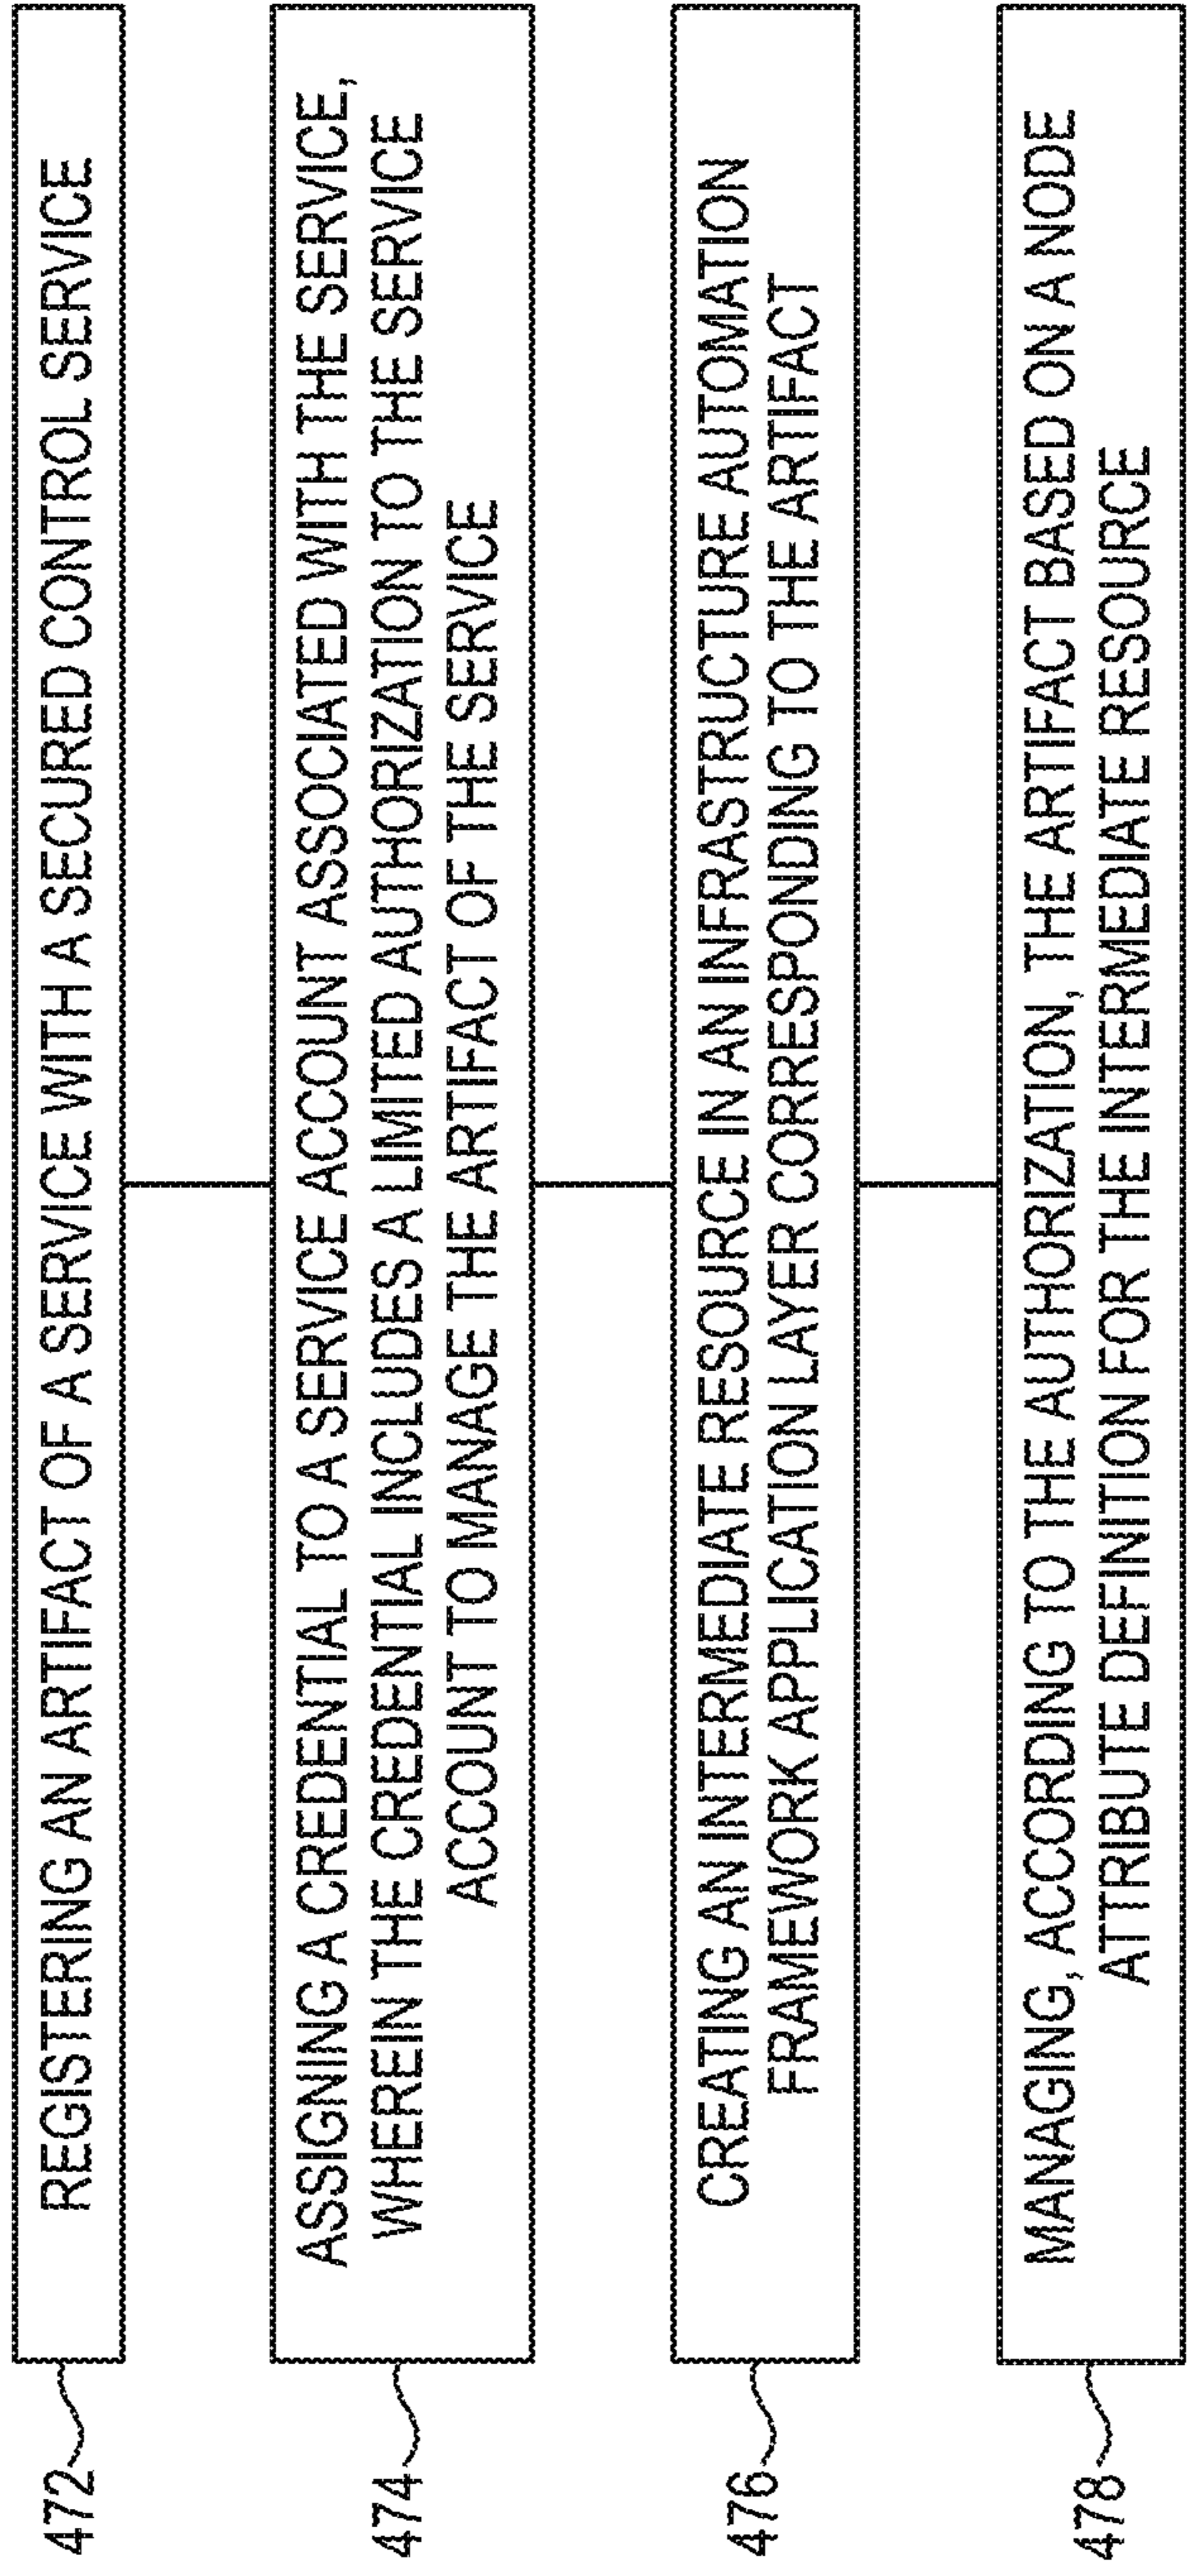 472
REGISTERING AN ARTIFACT OF A SERVICE WITH A SECURED CONTROL SERVICE
474
ASSIGNING A CREDENTIAL TO A SERVICE ACCOUNT ASSOCIATED WITH THE SERVICE,
WHEREIN THE CREDENTIAL INCLUDES A LIMITED AUTHORIZATION TO THE SERVICE
ACCOUNT TO MANAGE THE ARTIFACT OF THE SERVICE
476
CREATING AN INTERMEDIATE RESOURCE IN AN INFRASTRUCTURE AUTOMATION
FRAMEWORK APPLICATION LAYER CORRESPONDING TO THE ARTIFACT
478
MANAGING, ACCORDING TO THE AUTHORIZATION, THE ARTIFACT BASED ON A NODE
ATTRIBUTE DEFINITION FOR THE INTERMEDIATE RESOURCE